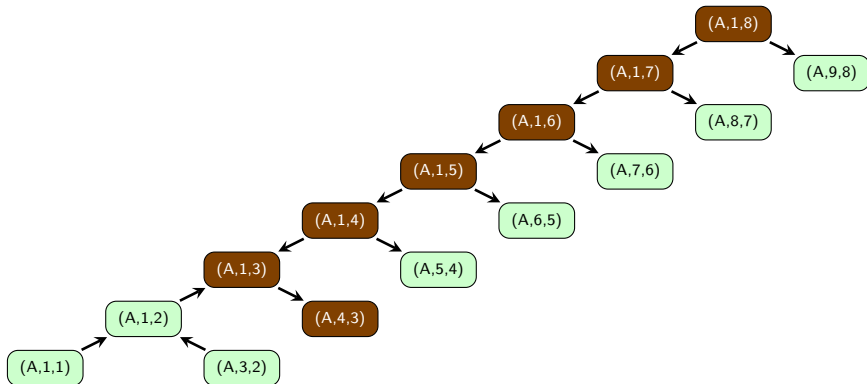 (A,1,8)
(A,1,7)
(A,9,8)
(A,1,6)
(A,8,7)
(A,1,5)
(A,7,6)
(A,1,4)
(A,6,5)
(A,1,3)
(A,5,4)
(A,1,2)
(A,4,3)
(A,1,1)
(A,3,2)